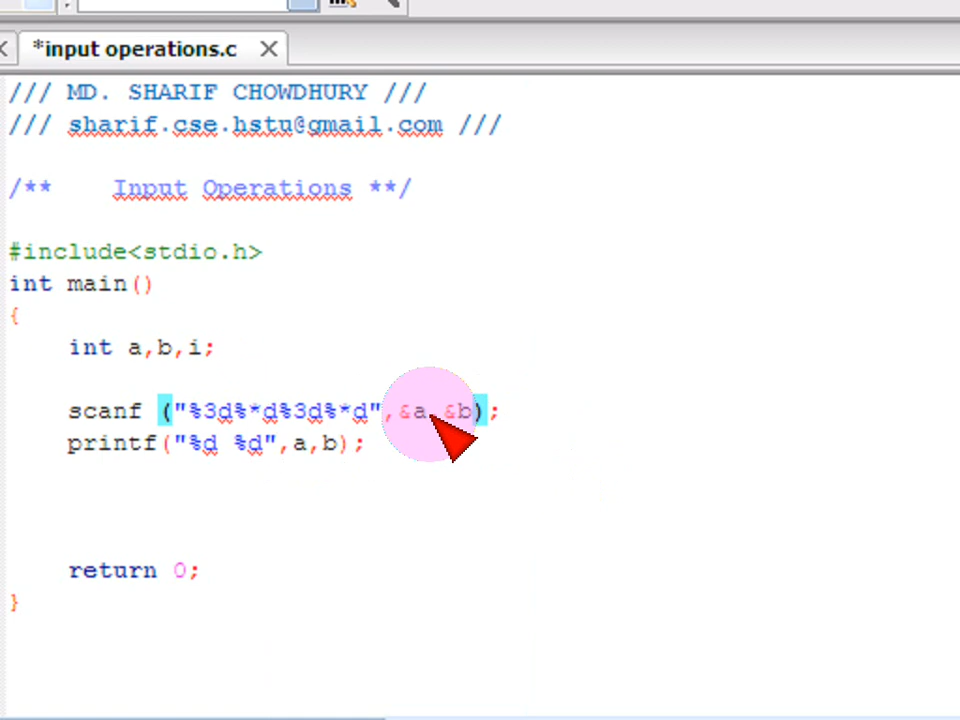 *input operations.c
/// MD. SHARIF CHOWDHURY ///
/// sharif.cse.hstu@gmail.com ///
/** Input Operations **/
#include<stdio.h>
int main()
{
int a,b,i;
scanf ("%3d%*d%3d%*d",&a,&b);
printf("%d %d",a,b);
return 0;
}